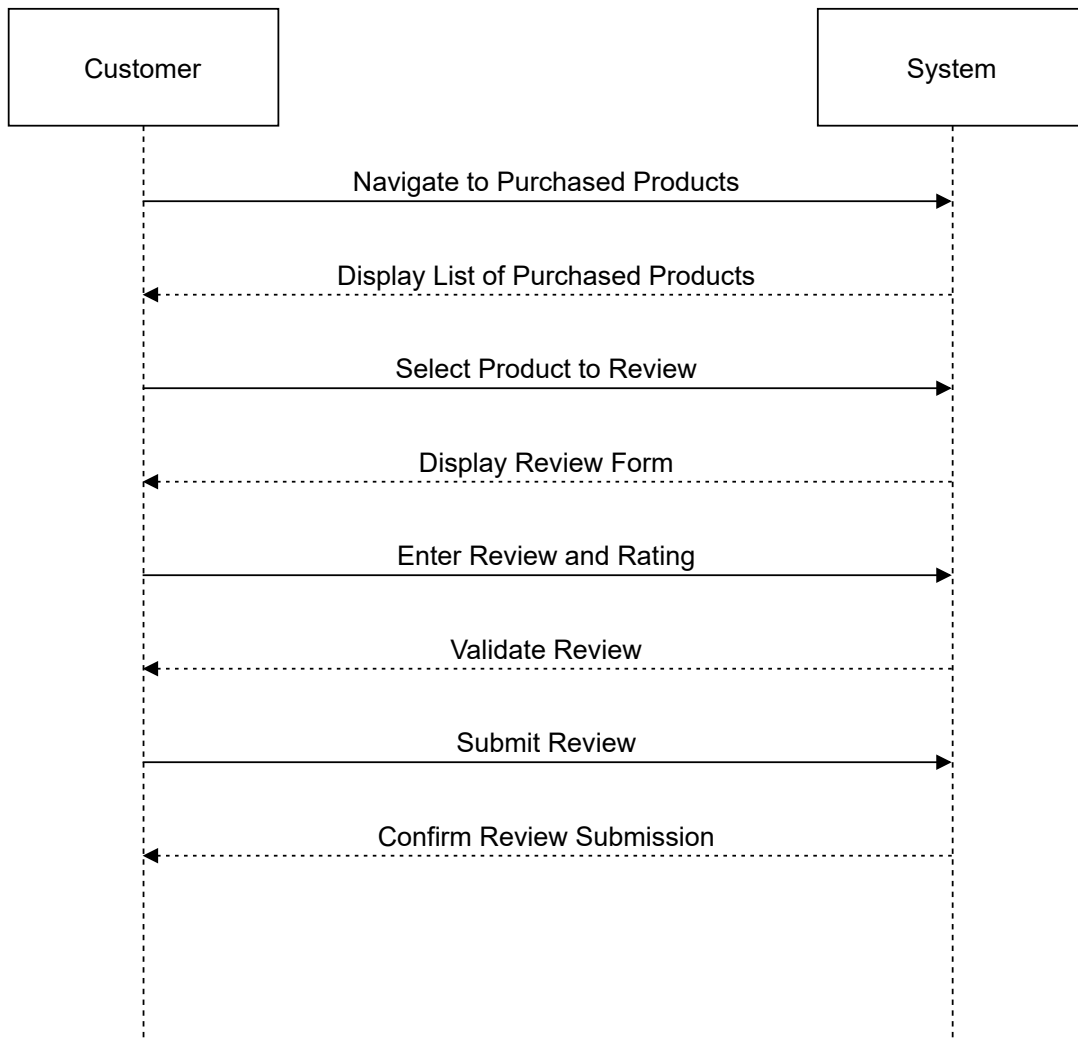 Customer
System
Navigate to Purchased Products
Display List of Purchased Products
Select Product to Review
Display Review Form
Enter Review and Rating
Validate Review
Submit Review
Confirm Review Submission